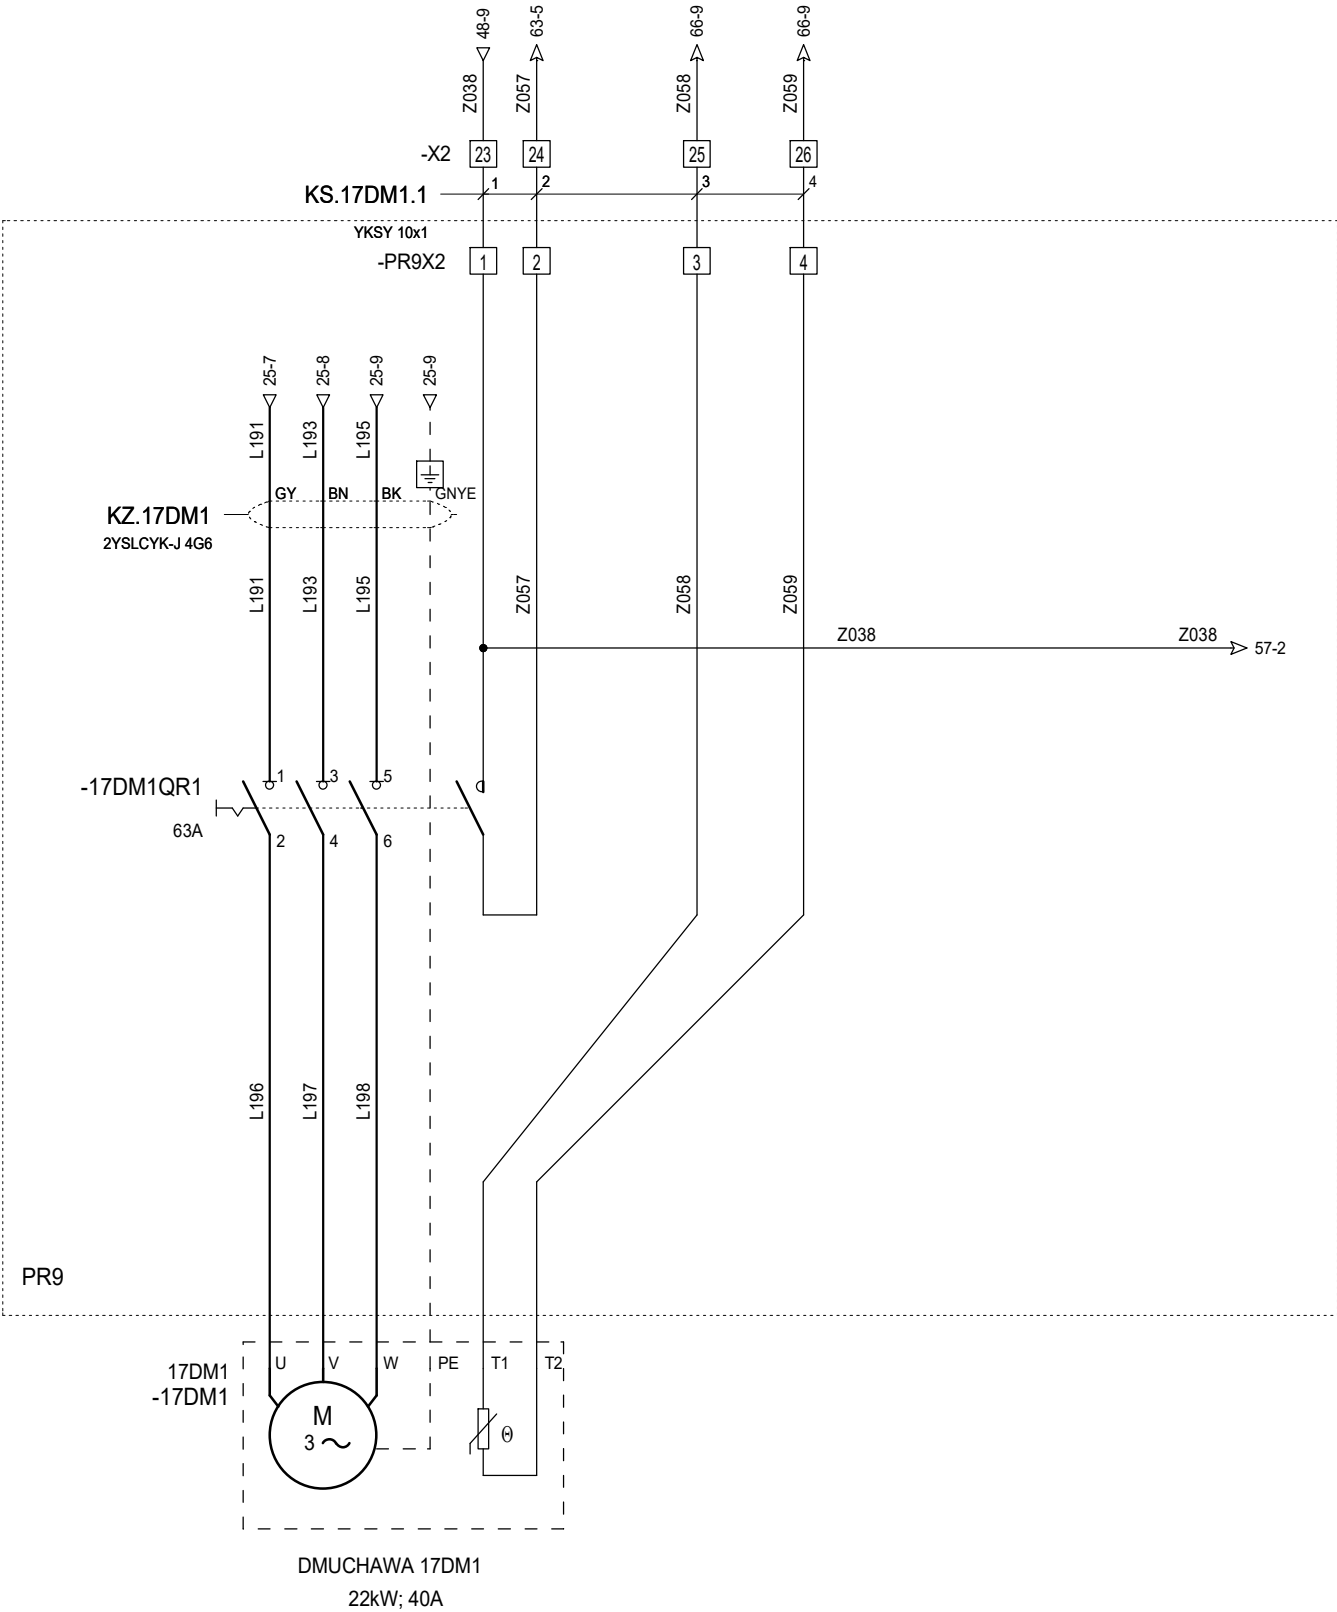 48-9 63-5 66-9 66-9
Z038 Z057 Z058 Z059
-X2 23 24 25 26
KS.17DM1.1 1 2 3 4
YKSY 10x1
-PR9X2 1 2 3 4
25-7 25-8 25-9 25-9
L191 L193 L195
GY BN BK GNYE
KZ.17DM1
2YSLCYK-J 4G6
L191 L193 L195 Z057 Z058 Z059
Z038 Z038 57-2
-17DM1QR1 1 3 5
63A 2 4 6
L196 L197 L198
PR9
17DM1 U V W PE T1 T2
-17DM1
M
3 Θ
DMUCHAWA 17DM1
22kW; 40A